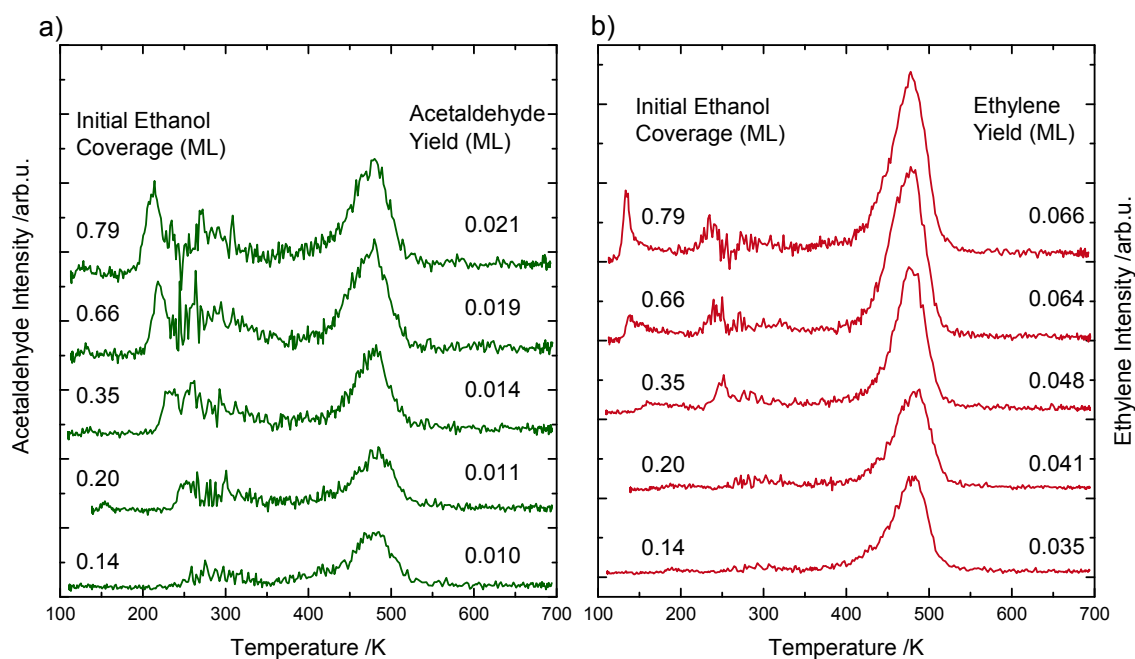 a)
Acetaldehyde Intensity /arb.u.
Initial Ethanol
Coverage (ML)
Acetaldehyde
Yield (ML)
0.79
0.021
0.66
0.019
0.35
0.014
0.20
0.011
0.14
0.010
100 200 300 400 500 600 700
Temperature /K
b)
Initial Ethanol
Coverage (ML)
Ethylene
Yield (ML)
0.79
0.066
0.66
0.064
0.35
0.048
0.20
0.041
0.14
0.035
100 200 300 400 500 600 700
Temperature /K
Ethylene Intensity /arb.u.